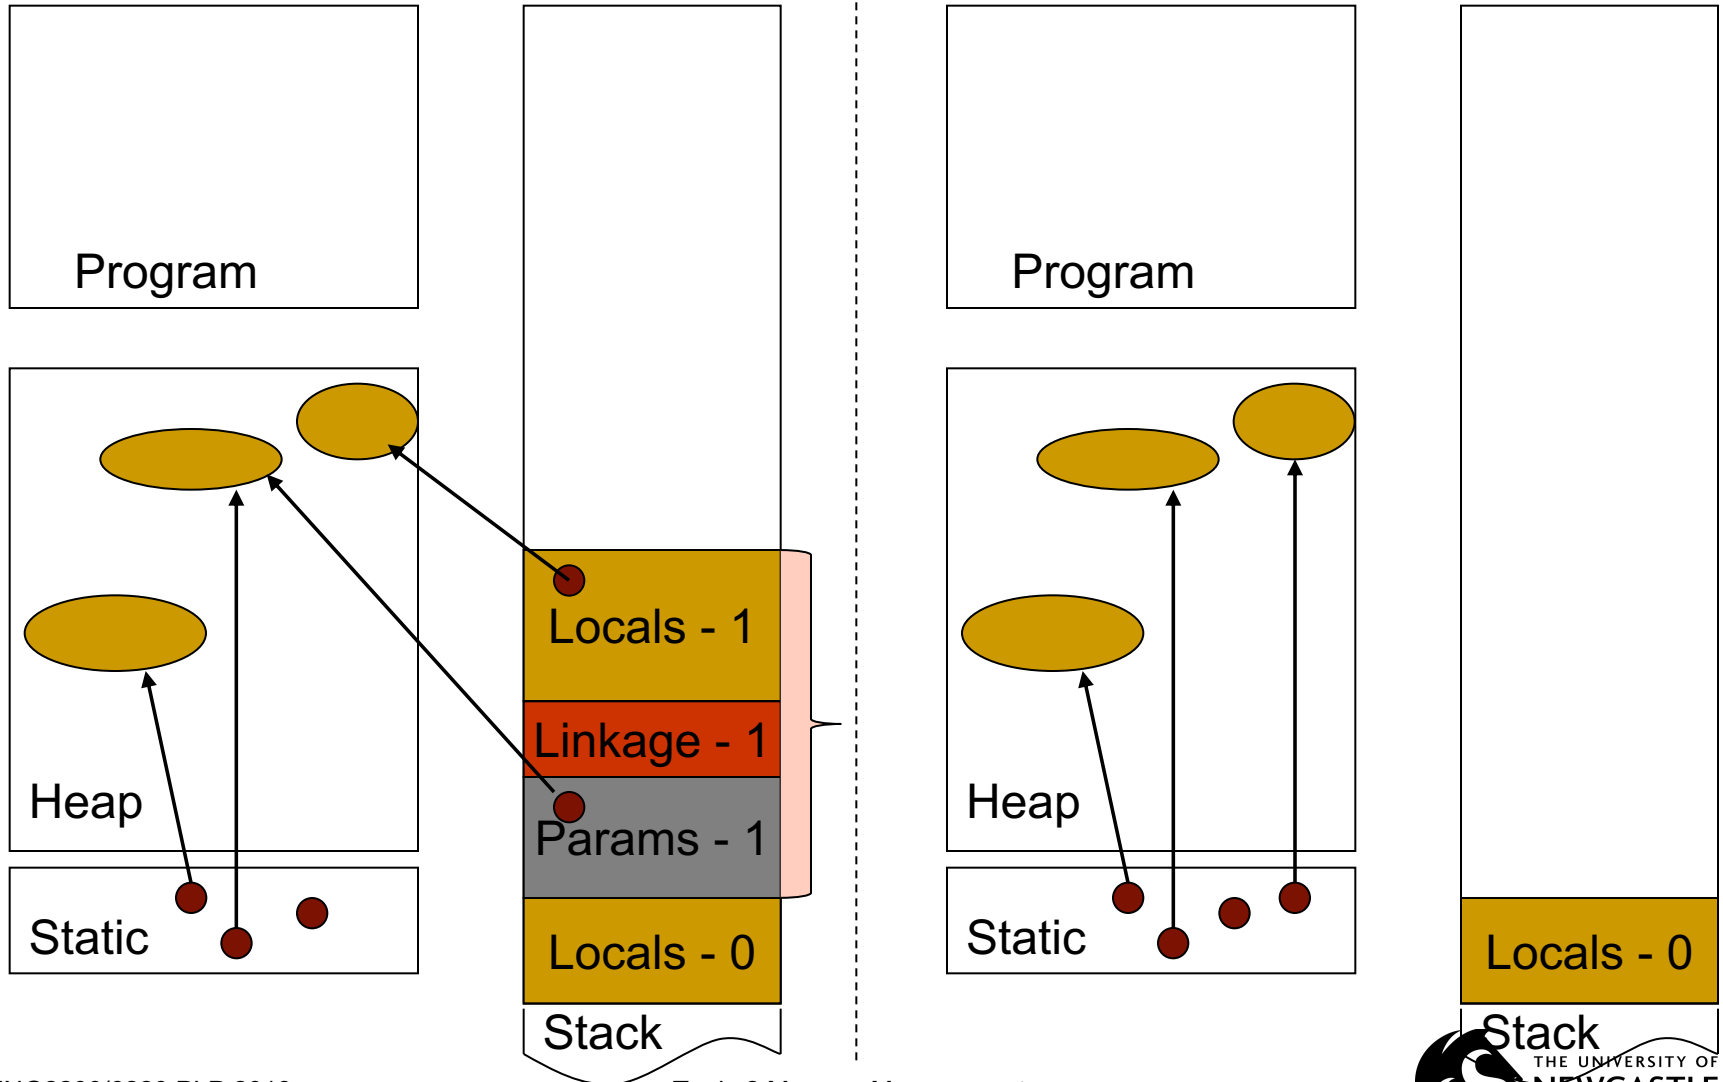 Program
Heap
Static
Locals - 1
Linkage - 1
Params - 1
Locals - 0
Stack
Program
Heap
Static
Locals - 0
Stack
THE UNIVERSITY OF
NEWCASTLE